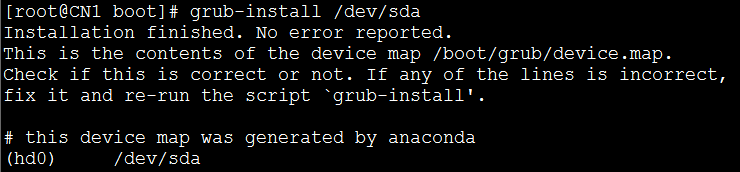 [root@CN1 boot]# grub-install /dev/sda
Installation finished. No error reported.
This is the contents of the device map /boot/grub/device.map.
Check if this is correct or not. If any of the lines is incorrect,
fix it and re-run the script `grub-install'.
# this device map was generated by anaconda
(hd0)     /dev/sda